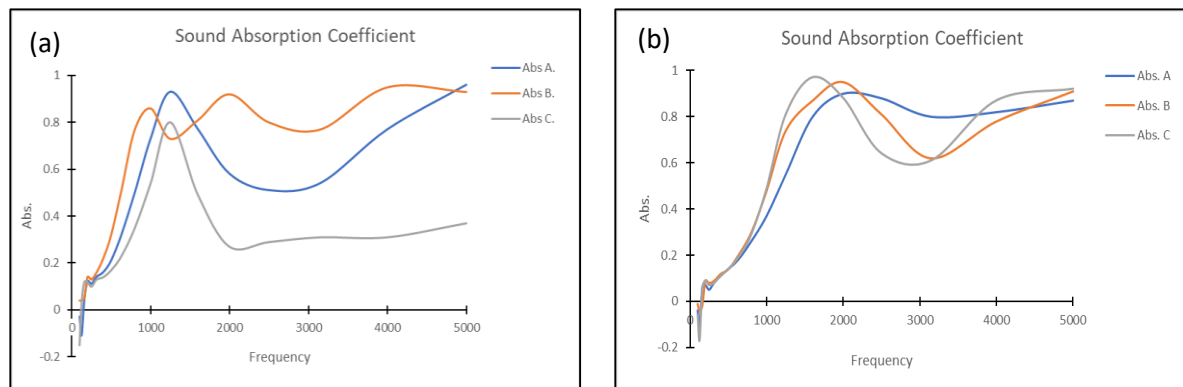 (a)
Sound Absorption Coefficient
Abs A.
Abs B.
Abs C.
1
0.8
0.6
0.4
0.2
0
-0.2
Abs.
0 1000 2000 3000 4000 5000
Frequency
(b)
Sound Absorption Coefficient
Abs. A
Abs. B
Abs. C
1
0.8
0.6
0.4
0.2
0
-0.2
Abs.
0 1000 2000 3000 4000 5000
Frequency